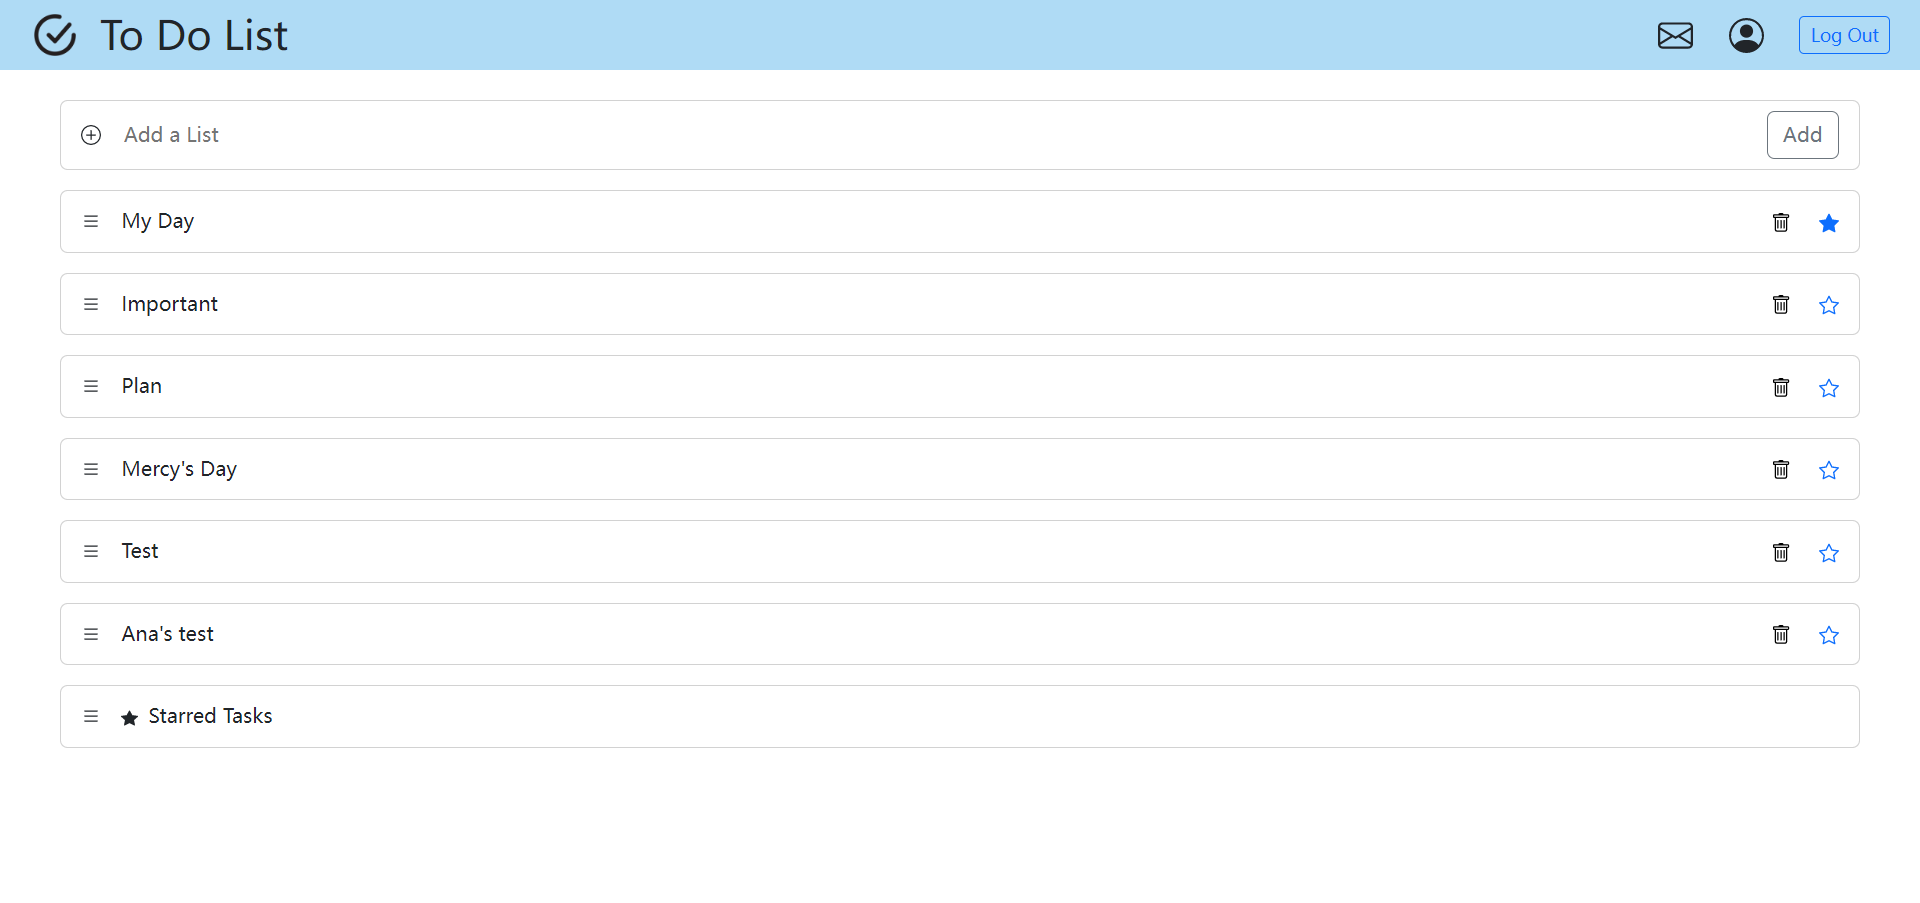 To Do List
Log Out
Add a List
Add
My Day
Important
Plan
Mercy's Day
Test
Ana's test
Starred Tasks